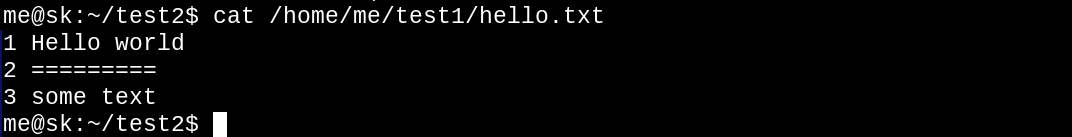 me@sk:~/test2$ cat /home/me/test1/hello.txt
1 Hello world
2 =========
3 some text
me@sk:~/test2$